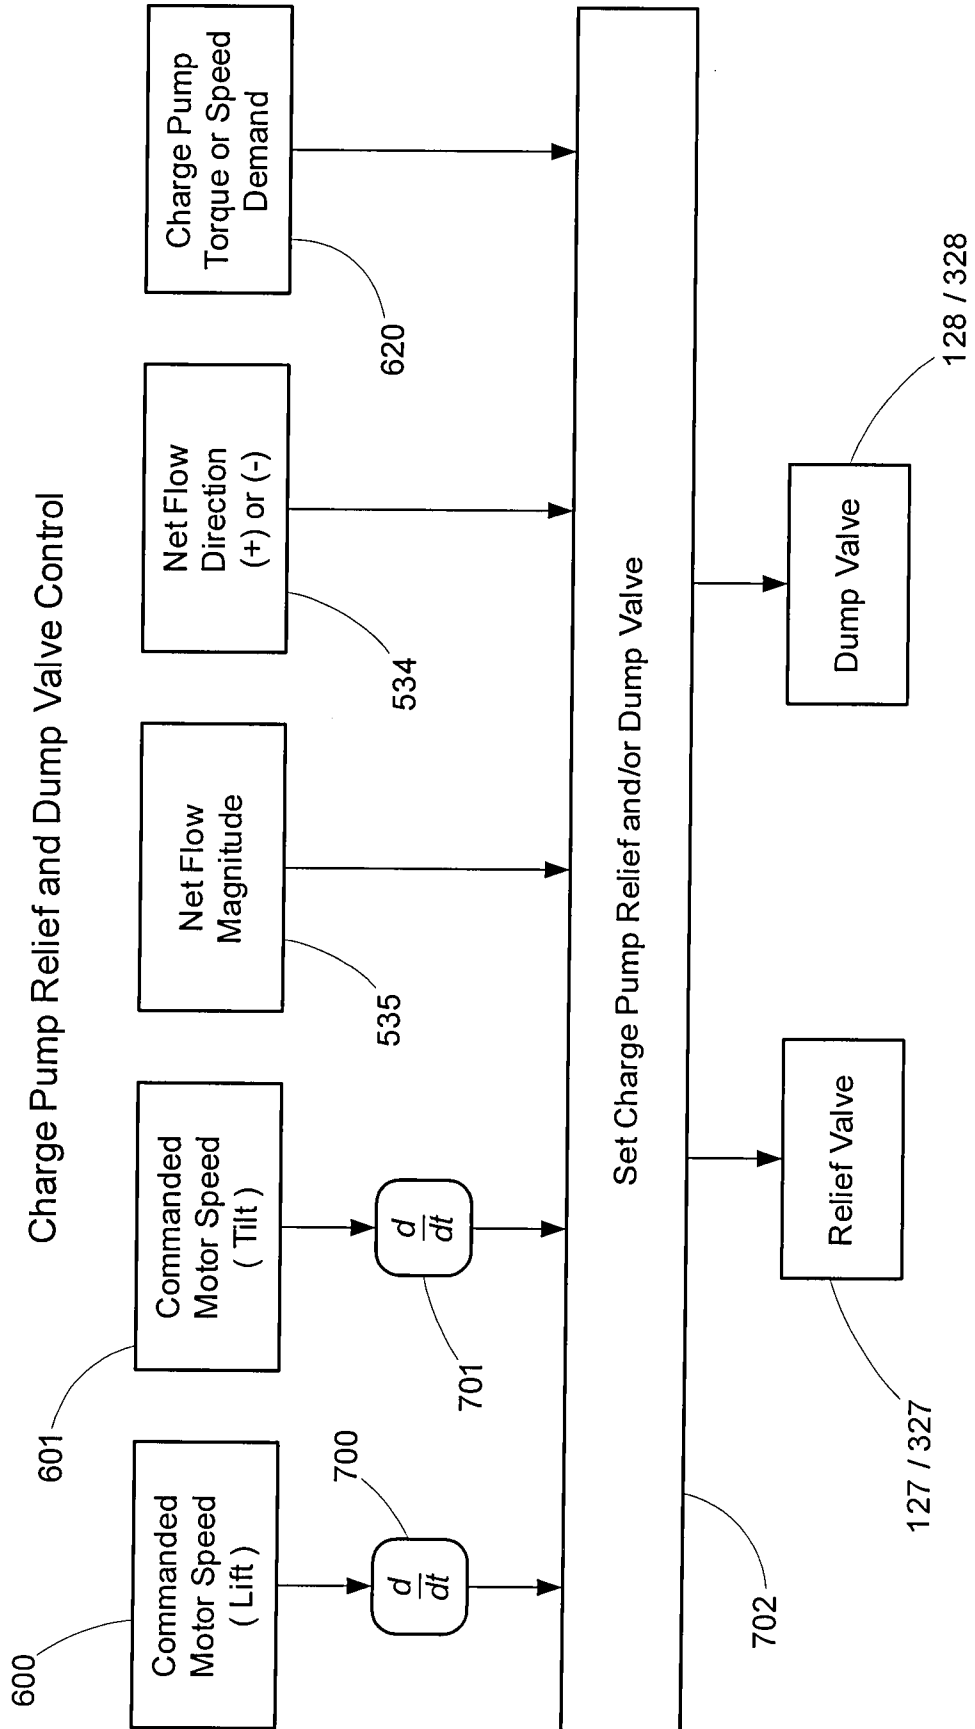 Charge Pump Relief and Dump Valve Control
600
Commanded
Motor Speed
( Lift )
601
Commanded
Motor Speed
( Tilt )
Net Flow
Magnitude
535
Net Flow
Direction
(+) or (-)
534
Charge Pump
Torque or Speed
Demand
620
d
dt
700
d
dt
701
Set Charge Pump Relief and/or Dump Valve
702
Relief Valve
127 / 327
Dump Valve
128 / 328